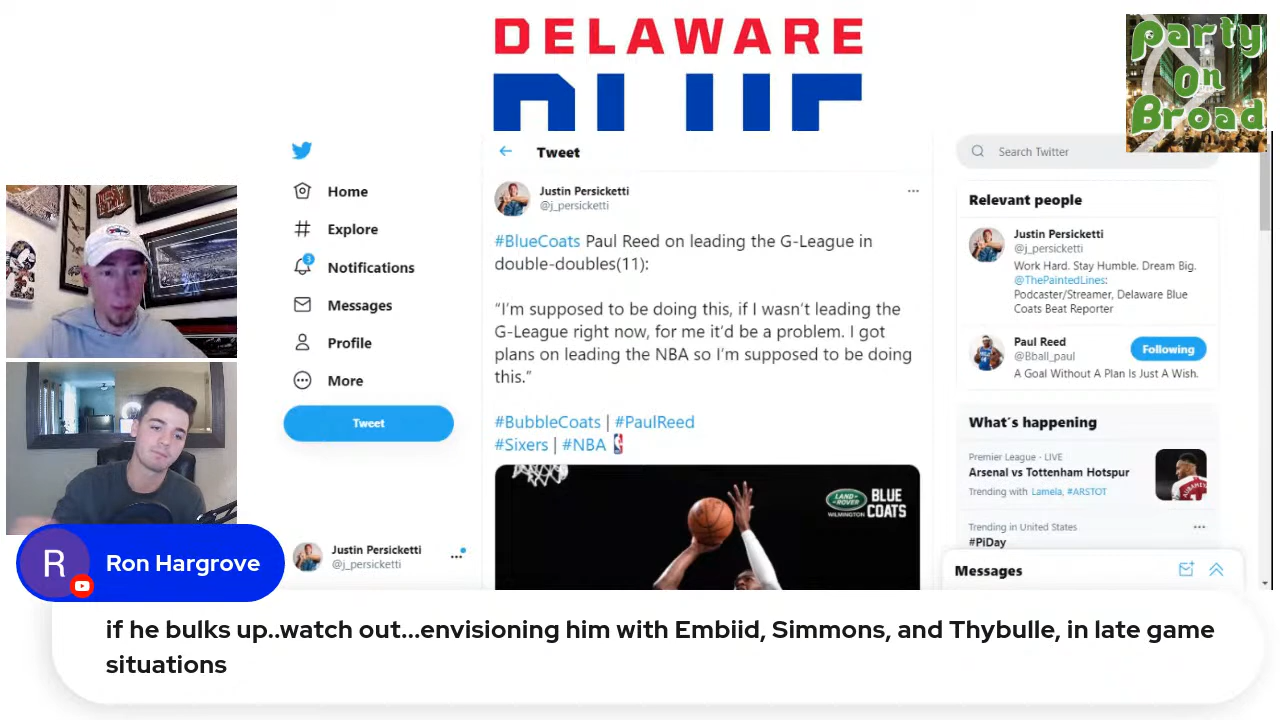 DELAWARE
BLUE
Party
On
Broad
Home
Explore
3
Notifications
Messages
Profile
More
Tweet
Justin Persicketti
@j_persicketti
Tweet
Justin Persicketti
@j_persicketti
#BlueCoats Paul Reed on leading the G-League in
double-doubles(11):
“I’m supposed to be doing this, if I wasn’t leading the
G-League right now, for me it’d be a problem. I got
plans on leading the NBA so I’m supposed to be doing
this.”
#BubbleCoats | #PaulReed
#Sixers | #NBA
LAND-
ROVER
WILMINGTON
BLUE
COATS
Search Twitter
Relevant people
Justin Persicketti
@j_persicketti
Work Hard. Stay Humble. Dream Big.
@ThePaintedLines:
Podcaster/Streamer, Delaware Blue
Coats Beat Reporter
Paul Reed
@Bball_paul
Following
A Goal Without A Plan Is Just A Wish.
What's happening
Premier League - LIVE
Arsenal vs Tottenham Hotspur
Trending with Lamela, #ARSTOT
Trending in United States
#PiDay
Messages
R
Ron Hargrove
if he bulks up..watch out...envisioning him with Embiid, Simmons, and Thybulle, in late game
situations